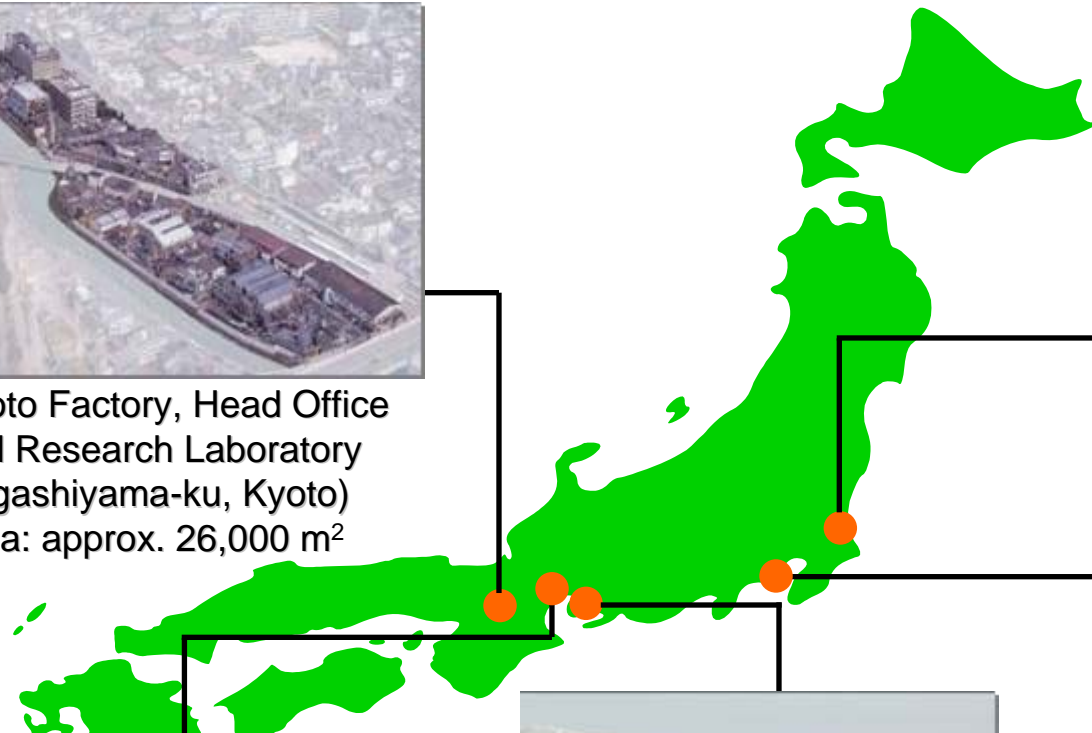 oto Factory, Head Office
Research Laboratory
gashiyama-ku, Kyoto)
a: approx. 26,000 m²